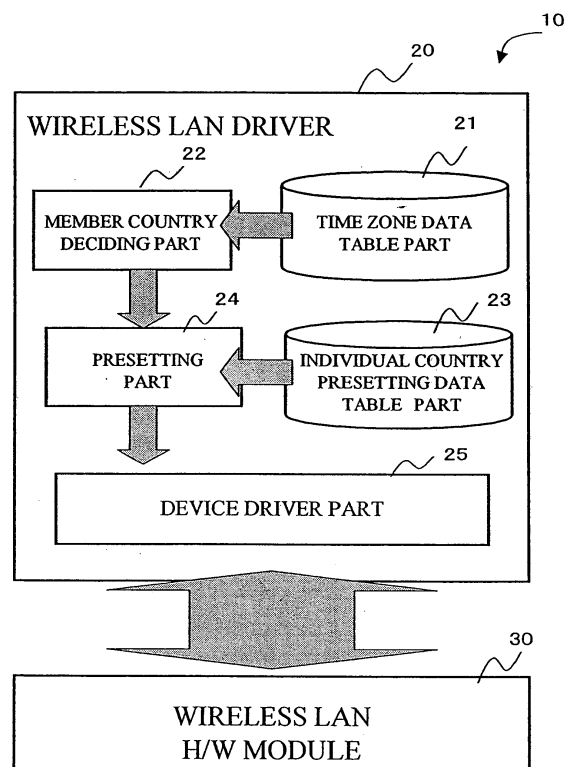 10
20
WIRELESS LAN DRIVER
22
21
MEMBER COUNTRY
DECIDING PART
TIME ZONE DATA
TABLE PART
24
23
PRESETTING
PART
INDIVIDUAL COUNTRY
PRESETTING DATA
TABLE PART
25
DEVICE DRIVER PART
30
WIRELESS LAN
H/W MODULE